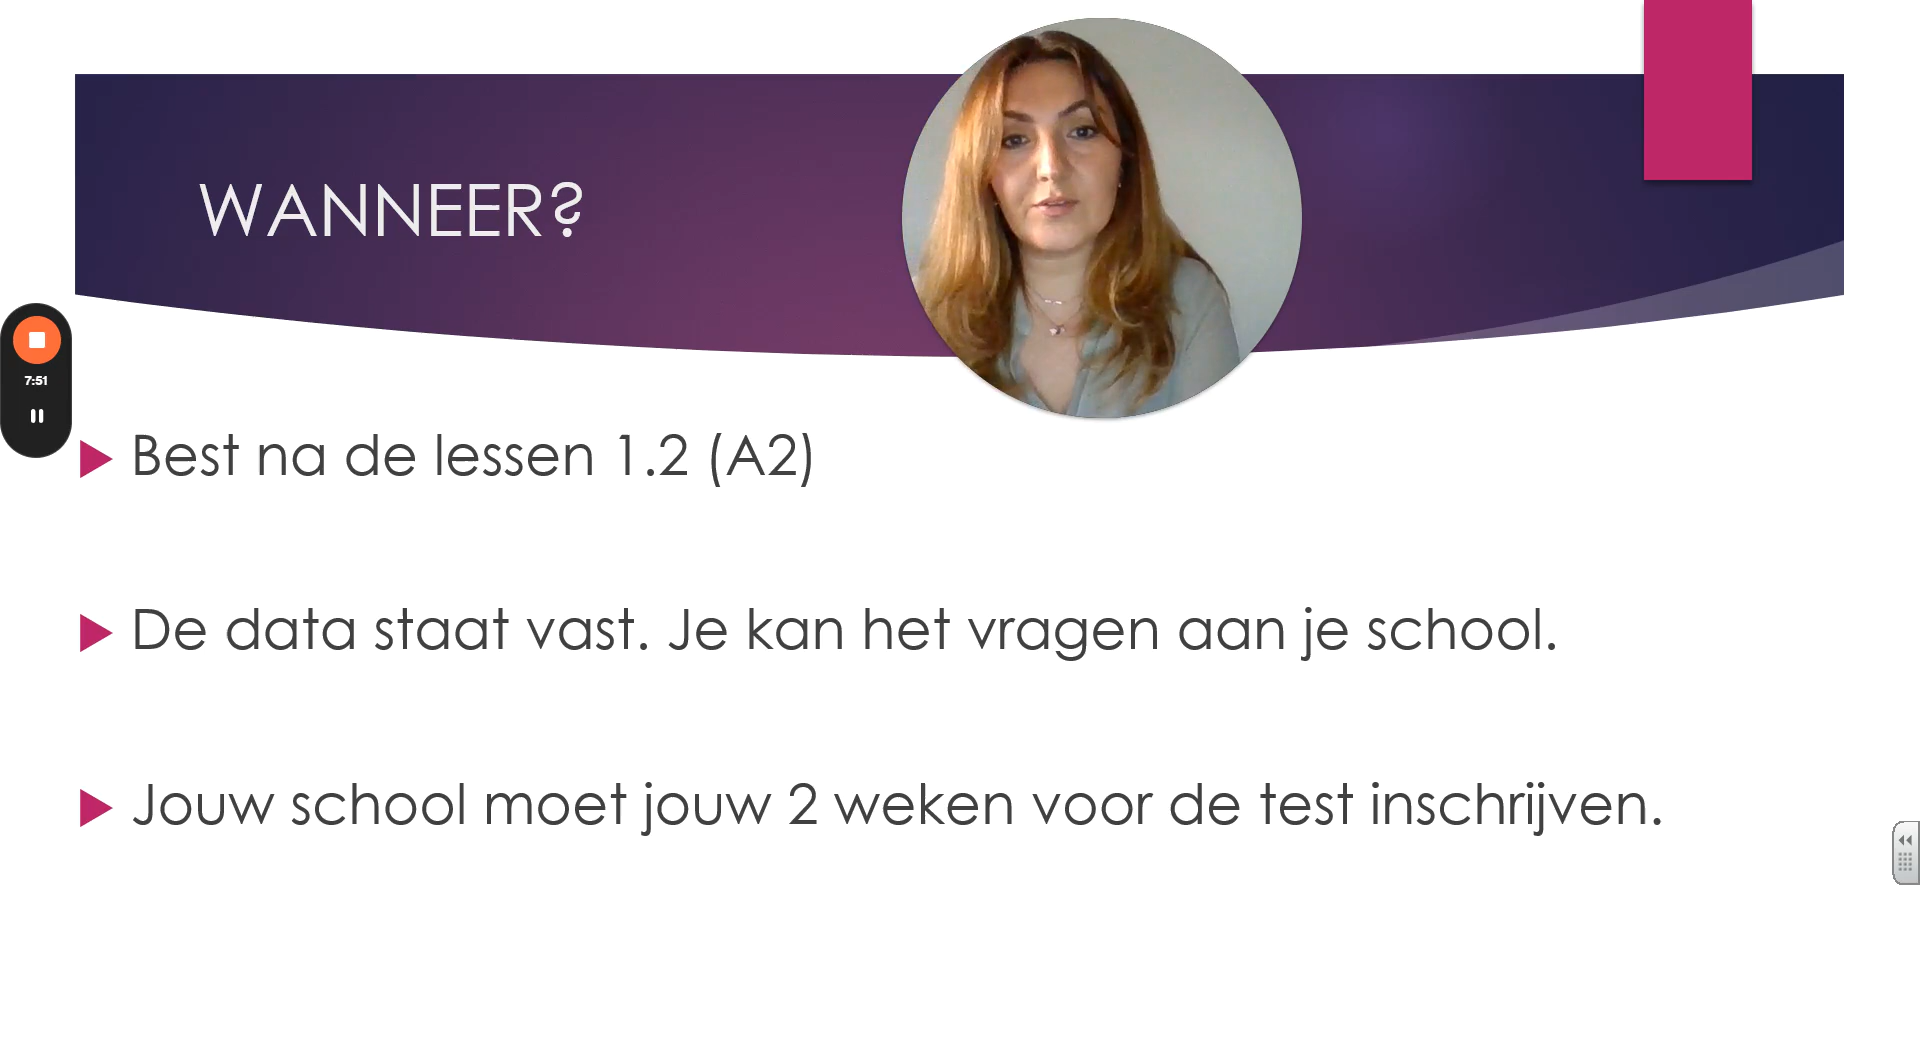 WANNEER?
7:51
Best na de lessen 1.2 (A2)
De data staat vast. Je kan het vragen aan je school.
Jouw school moet jouw 2 weken voor de test inschrijven.